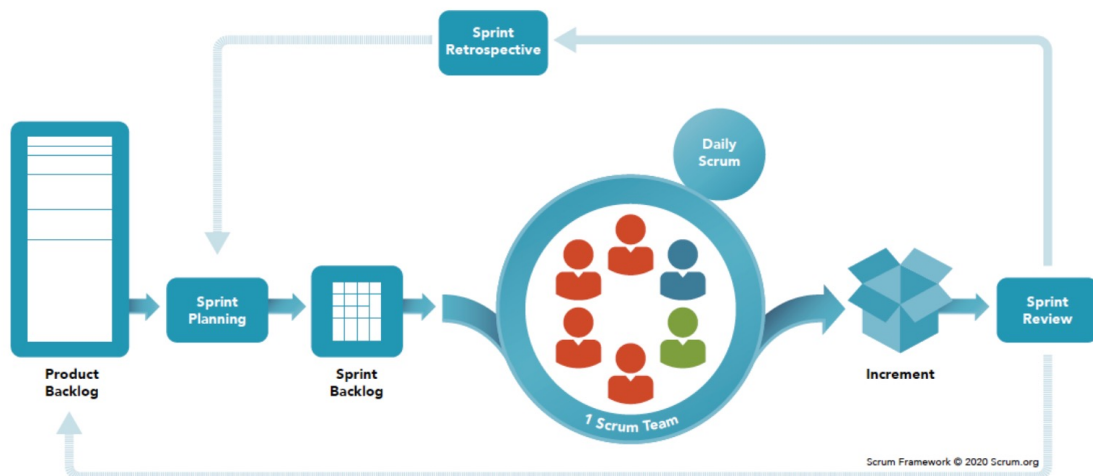 Sprint
Retrospective
Daily
Scrum
Sprint
Planning
Sprint
Review
Product
Backlog
Sprint
Backlog
Increment
1 Scrum Team
Scrum Framework © 2020 Scrum.org